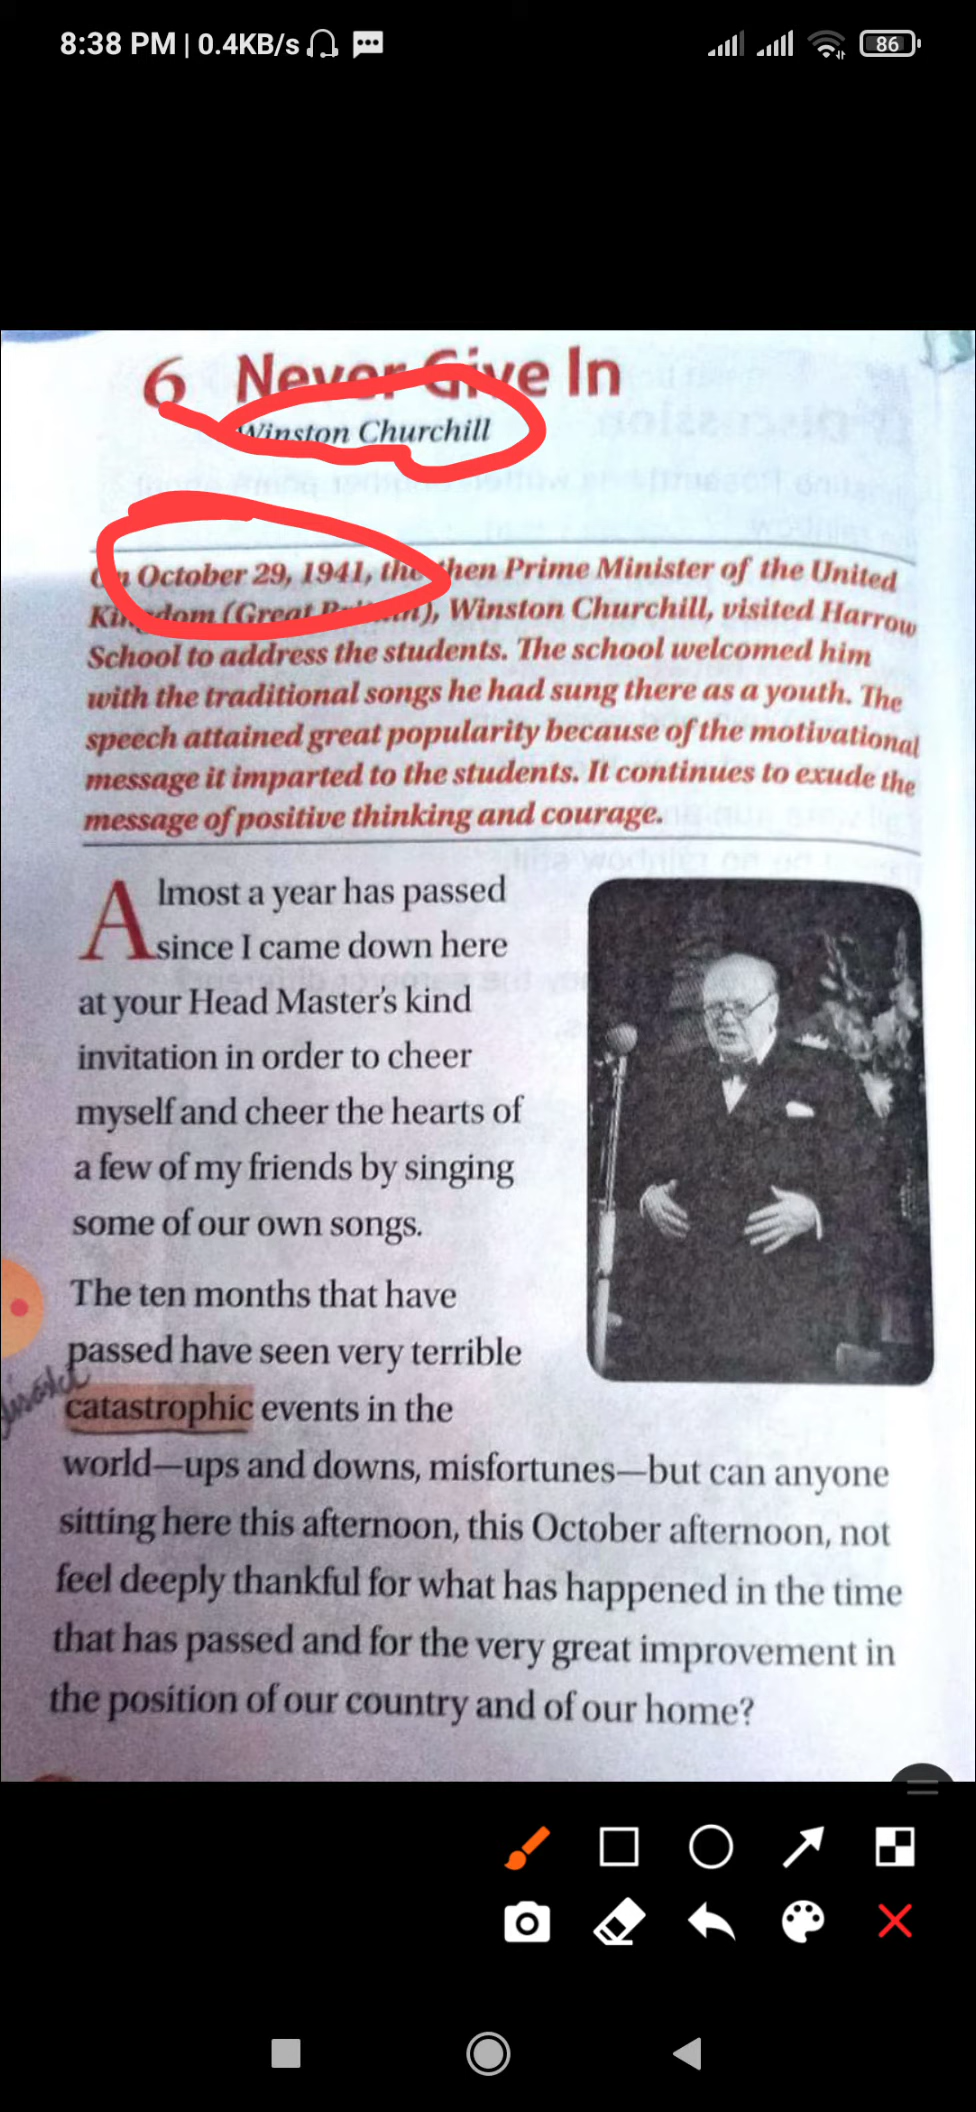 8:38 PM | 0.4KB/s
86
6 Never Give In
Winston Churchill
On October 29, 1941, the then Prime Minister of the United
Kingdom (Great Britain), Winston Churchill, visited Harrow
School to address the students. The school welcomed him
with the traditional songs he had sung there as a youth. The
speech attained great popularity because of the motivational
message it imparted to the students. It continues to exude the
message of positive thinking and courage.
Almost a year has passed
since I came down here
at your Head Master's kind
invitation in order to cheer
myself and cheer the hearts of
a few of my friends by singing
some of our own songs.
The ten months that have
passed have seen very terrible
catastrophic events in the
world—ups and downs, misfortunes—but can anyone
sitting here this afternoon, this October afternoon, not
feel deeply thankful for what has happened in the time
that has passed and for the very great improvement in
the position of our country and of our home?